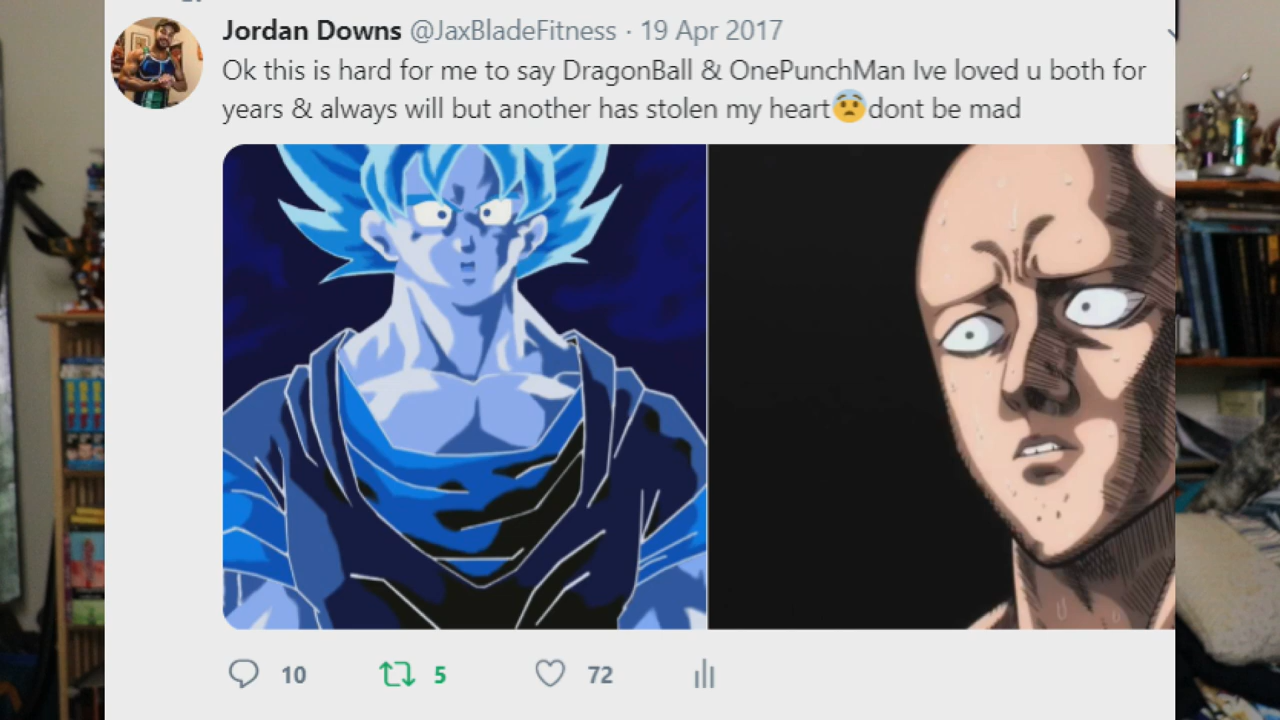 Jordan Downs @JaxBladeFitness · 19 Apr 2017
Ok this is hard for me to say DragonBall & OnePunchMan Ive loved u both for
years & always will but another has stolen my heart😨dont be mad
10 5 72